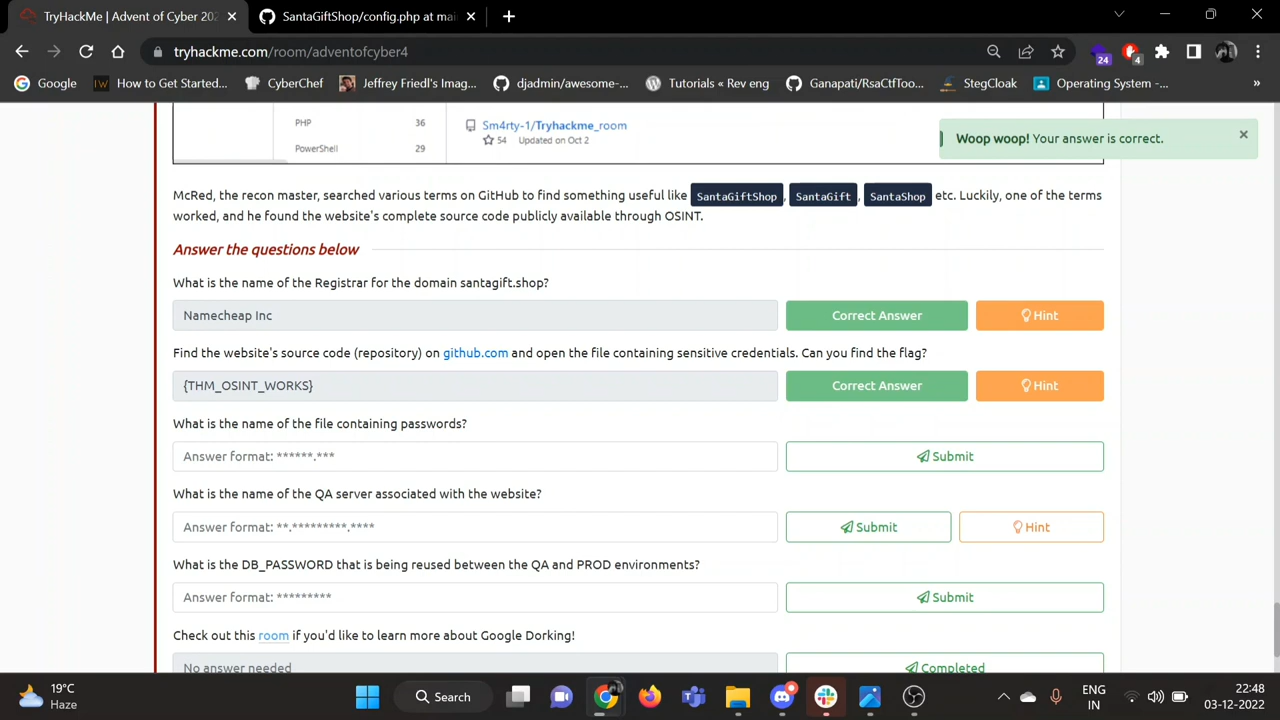 TryHackMe | Advent of Cyber 202
SantaGiftShop/config.php at mai
tryhackme.com/room/adventofcyber4
24
4
Google
How to Get Started...
CyberChef
Jeffrey Friedl's Imag...
djadmin/awesome-...
Tutorials « Rev eng
Ganapati/RsaCtfToo...
StegCloak
Operating System -...
»
PHP 36
PowerShell 29
Sm4rty-1/Tryhackme_room
54 Updated on Oct 2
Woop woop! Your answer is correct.
McRed, the recon master, searched various terms on GitHub to find something useful like SantaGiftShop, SantaGift, SantaShop etc. Luckily, one of the terms
worked, and he found the website's complete source code publicly available through OSINT.
Answer the questions below
What is the name of the Registrar for the domain santagift.shop?
Namecheap Inc
Correct Answer
Hint
Find the website's source code (repository) on github.com and open the file containing sensitive credentials. Can you find the flag?
{THM_OSINT_WORKS}
Correct Answer
Hint
What is the name of the file containing passwords?
Answer format: ******.***
Submit
What is the name of the QA server associated with the website?
Answer format: **.*********.****
Submit
Hint
What is the DB_PASSWORD that is being reused between the QA and PROD environments?
Answer format: *********
Submit
Check out this room if you'd like to learn more about Google Dorking!
No answer needed
Completed
19°C
Haze
Search
ENG
IN
22:48
03-12-2022